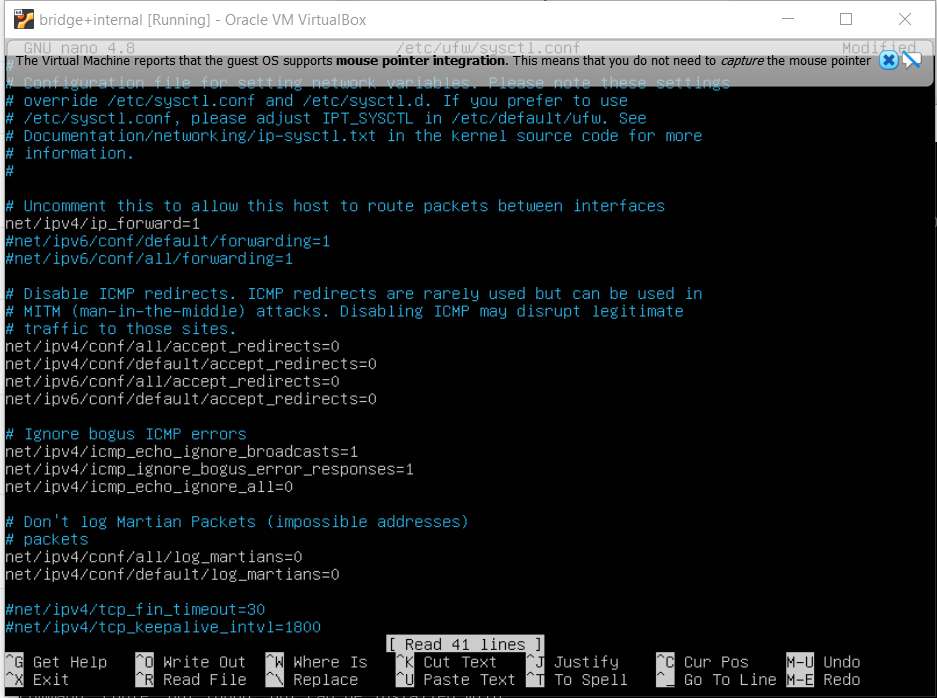 bridge+internal [Running] - Oracle VM VirtualBox
GNU nano 4.8 /etc/ufw/sysctl.conf Modified
The Virtual Machine reports that the guest OS supports mouse pointer integration. This means that you do not need to capture the mouse pointer
#
# Configuration file for setting network variables. Please note these settings
# override /etc/sysctl.conf and /etc/sysctl.d. If you prefer to use
# /etc/sysctl.conf, please adjust IPT_SYSCTL in /etc/default/ufw. See
# Documentation/networking/ip-sysctl.txt in the kernel source code for more
# information.
#
# Uncomment this to allow this host to route packets between interfaces
net/ipv4/ip_forward=1
#net/ipv6/conf/default/forwarding=1
#net/ipv6/conf/all/forwarding=1
# Disable ICMP redirects. ICMP redirects are rarely used but can be used in
# MITM (man-in-the-middle) attacks. Disabling ICMP may disrupt legitimate
# traffic to those sites.
net/ipv4/conf/all/accept_redirects=0
net/ipv4/conf/default/accept_redirects=0
net/ipv6/conf/all/accept_redirects=0
net/ipv6/conf/default/accept_redirects=0
# Ignore bogus ICMP errors
net/ipv4/icmp_echo_ignore_broadcasts=1
net/ipv4/icmp_ignore_bogus_error_responses=1
net/ipv4/icmp_echo_ignore_all=0
# Don't log Martian Packets (impossible addresses)
# packets
net/ipv4/conf/all/log_martians=0
net/ipv4/conf/default/log_martians=0
#net/ipv4/tcp_fin_timeout=30
#net/ipv4/tcp_keepalive_intvl=1800
[ Read 41 lines ]
^G Get Help ^O Write Out ^W Where Is ^K Cut Text ^J Justify ^C Cur Pos M-U Undo
^X Exit ^R Read File ^\ Replace ^U Paste Text ^T To Spell ^_ Go To Line M-E Redo